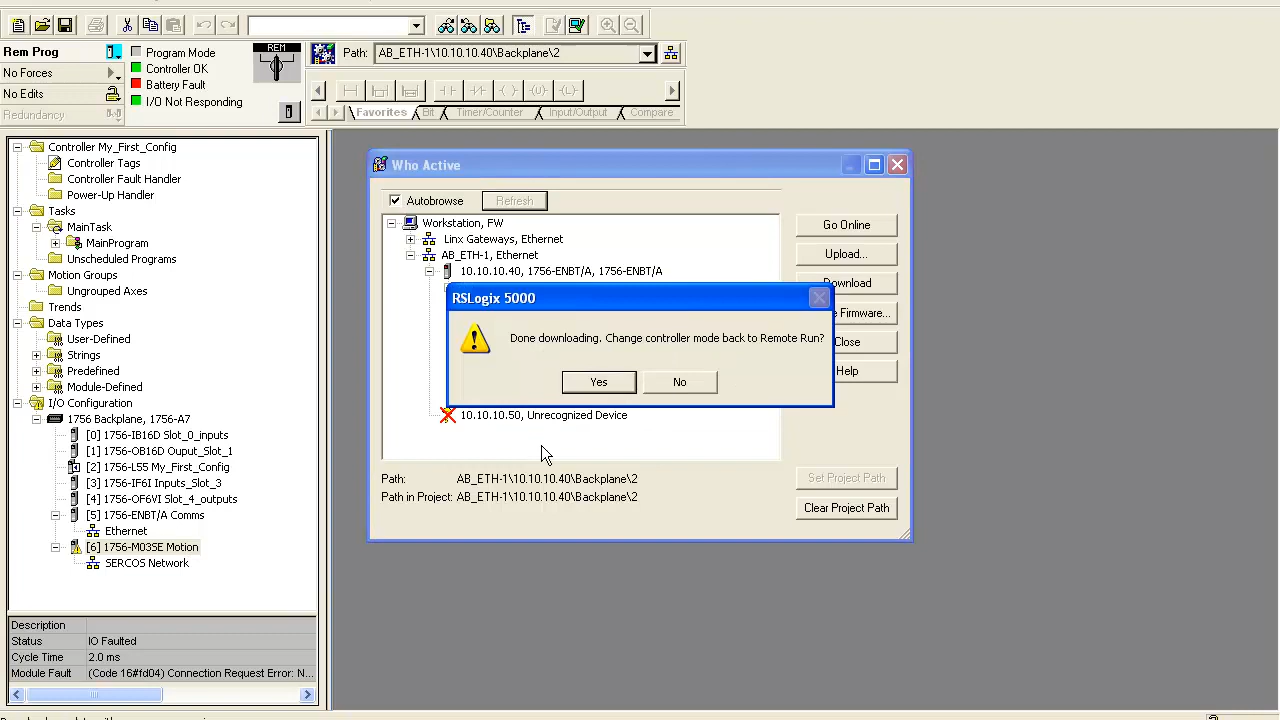 Rem Prog
Program Mode
REM
Path: AB_ETH-1\10.10.10.40\Backplane\2
No Forces
Controller OK
Battery Fault
No Edits
I/O Not Responding
Redundancy
Favorites Bit Timer/Counter Input/Output Compare
Controller My_First_Config
Controller Tags
Controller Fault Handler
Power-Up Handler
Tasks
MainTask
MainProgram
Unscheduled Programs
Motion Groups
Ungrouped Axes
Trends
Data Types
User-Defined
Strings
Predefined
Module-Defined
I/O Configuration
1756 Backplane, 1756-A7
[0] 1756-IB16D Slot_0_inputs
[1] 1756-OB16D Ouput_Slot_1
[2] 1756-L55 My_First_Config
[3] 1756-IF6I Inputs_Slot_3
[4] 1756-OF6VI Slot_4_outputs
[5] 1756-ENBT/A Comms
Ethernet
[6] 1756-M03SE Motion
SERCOS Network
Description
Status IO Faulted
Cycle Time 2.0 ms
Module Fault (Code 16#fd04) Connection Request Error: N...
Who Active
Autobrowse Refresh
Workstation, FW
Linx Gateways, Ethernet
AB_ETH-1, Ethernet
10.10.10.40, 1756-ENBT/A, 1756-ENBT/A
10.10.10.50, Unrecognized Device
Path: AB_ETH-1\10.10.10.40\Backplane\2
Path in Project: AB_ETH-1\10.10.10.40\Backplane\2
Go Online
Upload...
Download
Firmware...
Close
Help
Set Project Path
Clear Project Path
RSLogix 5000
Done downloading. Change controller mode back to Remote Run?
Yes No